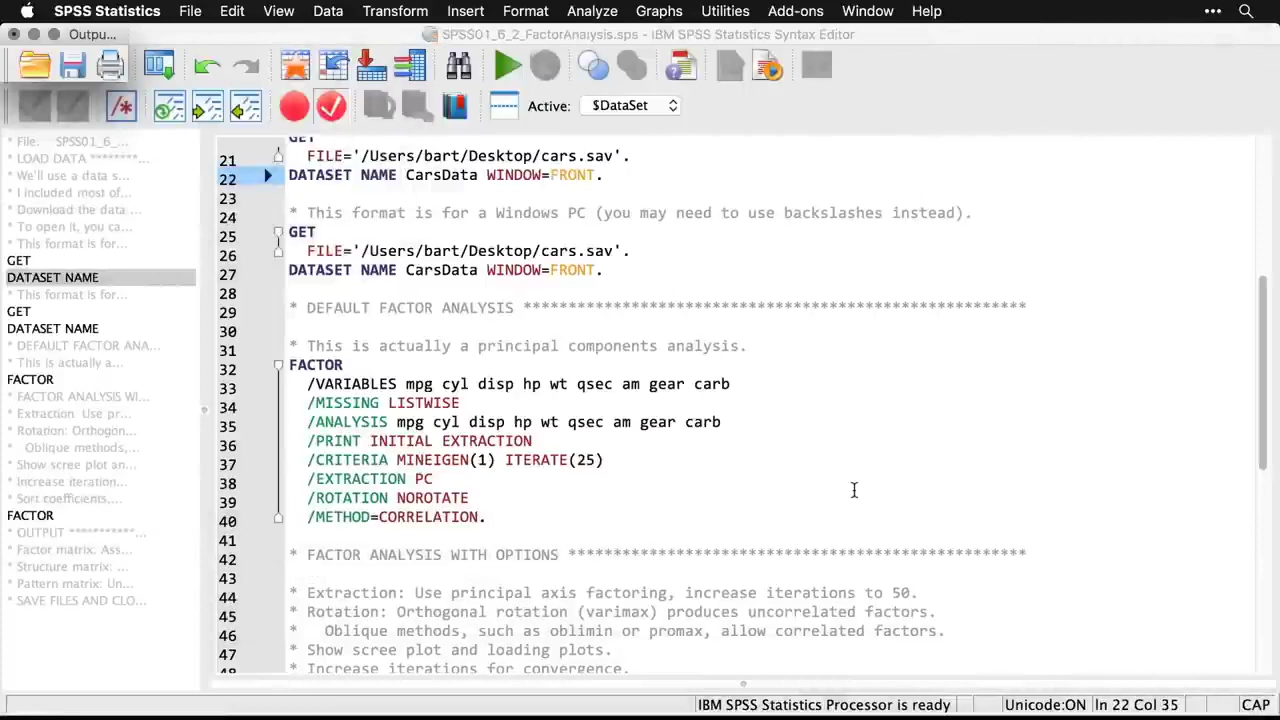 SPSS Statistics File Edit View Data Transform Insert Format Analyze Graphs Utilities Add-ons Window Help
Outpu...
SPSS01_6_2_FactorAnalysis.sps - IBM SPSS Statistics Syntax Editor
Active: $DataSet
File: SPSS01_6_...
* LOAD DATA ********...
* We'll use a data s...
* I included most of...
* Download the data ...
* To open it, you ca...
* This format is for...
GET
DATASET NAME
* This format is for...
GET
DATASET NAME
* DEFAULT FACTOR ANA...
* This is actually a...
FACTOR
* FACTOR ANALYSIS WI...
* Extraction: Use pr...
* Rotation: Orthogon...
* Oblique methods,...
* Show scree plot an...
* Increase iteration...
* Sort coefficients,...
FACTOR
* OUTPUT ***********...
* Factor matrix: Ass...
* Structure matrix: ...
* Pattern matrix: Un...
* SAVE FILES AND CLO...
GET
21 FILE='/Users/bart/Desktop/cars.sav'.
22 DATASET NAME CarsData WINDOW=FRONT.
23
24 * This format is for a Windows PC (you may need to use backslashes instead).
25 GET
26 FILE='/Users/bart/Desktop/cars.sav'.
27 DATASET NAME CarsData WINDOW=FRONT.
28
29 * DEFAULT FACTOR ANALYSIS ********************************************************
30
31 * This is actually a principal components analysis.
32 FACTOR
33 /VARIABLES mpg cyl disp hp wt qsec am gear carb
34 /MISSING LISTWISE
35 /ANALYSIS mpg cyl disp hp wt qsec am gear carb
36 /PRINT INITIAL EXTRACTION
37 /CRITERIA MINEIGEN(1) ITERATE(25)
38 /EXTRACTION PC
39 /ROTATION NOROTATE
40 /METHOD=CORRELATION.
41
42 * FACTOR ANALYSIS WITH OPTIONS ***************************************************
43
44 * Extraction: Use principal axis factoring, increase iterations to 50.
45 * Rotation: Orthogonal rotation (varimax) produces uncorrelated factors.
46 * Oblique methods, such as oblimin or promax, allow correlated factors.
47 * Show scree plot and loading plots.
48 * Increase iterations for convergence.
IBM SPSS Statistics Processor is ready Unicode:ON In 22 Col 35 CAP